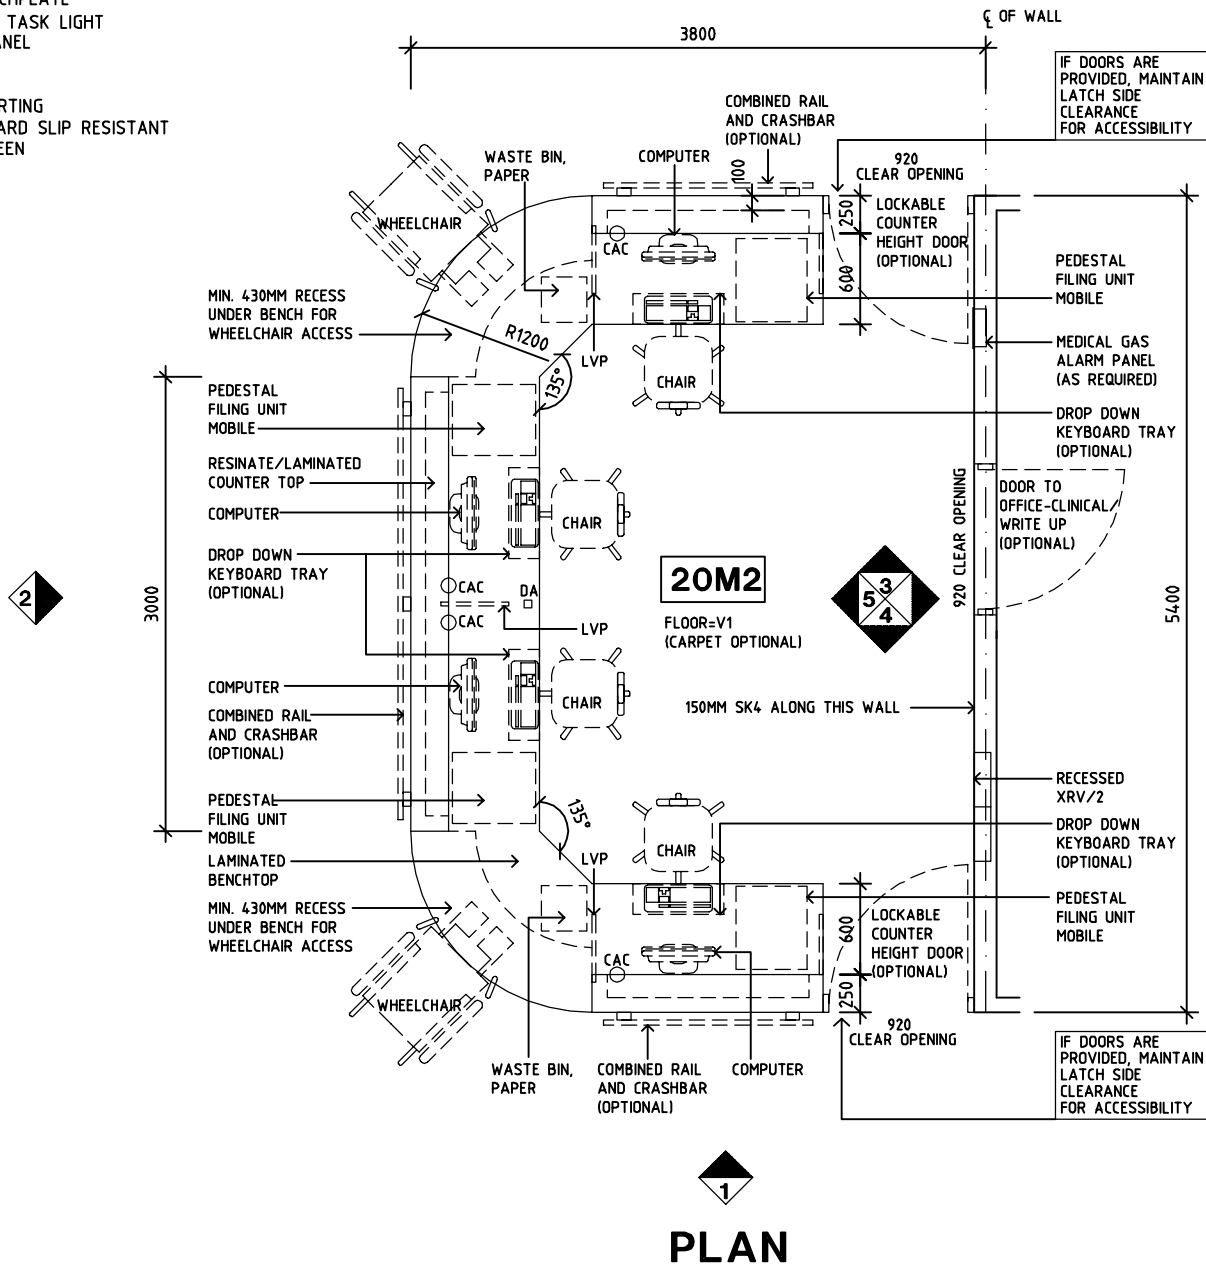 TASK LIGHT
SLIP RESISTANT
3800
℄ OF WALL
IF DOORS ARE
PROVIDED, MAINTAIN
LATCH SIDE
CLEARANCE
FOR ACCESSIBILITY
COMBINED RAIL
AND CRASHBAR
(OPTIONAL)
WASTE BIN,
PAPER
COMPUTER
100
920
CLEAR OPENING
WHEELCHAIR
CAC
250
600
LOCKABLE
COUNTER
HEIGHT DOOR
(OPTIONAL)
PEDESTAL
FILING UNIT
MOBILE
MIN. 430MM RECESS
UNDER BENCH FOR
WHEELCHAIR ACCESS
R1200
LVP
135°
CHAIR
MEDICAL GAS
ALARM PANEL
(AS REQUIRED)
PEDESTAL
FILING UNIT
MOBILE
DROP DOWN
KEYBOARD TRAY
(OPTIONAL)
RESINATE/LAMINATED
COUNTER TOP
COMPUTER
CHAIR
920 CLEAR OPENING
DOOR TO
OFFICE-CLINICAL/
WRITE UP
(OPTIONAL)
DROP DOWN
KEYBOARD TRAY
(OPTIONAL)
2
3000
CAC
DA
CAC
LVP
20M2
FLOOR=V1
(CARPET OPTIONAL)
3
5
4
5400
COMPUTER
CHAIR
COMBINED RAIL
AND CRASHBAR
(OPTIONAL)
150MM SK4 ALONG THIS WALL
RECESSED
XRV/2
PEDESTAL
FILING UNIT
MOBILE
135°
DROP DOWN
KEYBOARD TRAY
(OPTIONAL)
LAMINATED
BENCHTOP
LVP
CHAIR
MIN. 430MM RECESS
UNDER BENCH FOR
WHEELCHAIR ACCESS
600
LOCKABLE
COUNTER
HEIGHT DOOR
(OPTIONAL)
PEDESTAL
FILING UNIT
MOBILE
CAC
250
WHEELCHAIR
920
CLEAR OPENING
WASTE BIN,
PAPER
COMBINED RAIL
AND CRASHBAR
(OPTIONAL)
COMPUTER
IF DOORS ARE
PROVIDED, MAINTAIN
LATCH SIDE
CLEARANCE
FOR ACCESSIBILITY
1
PLAN